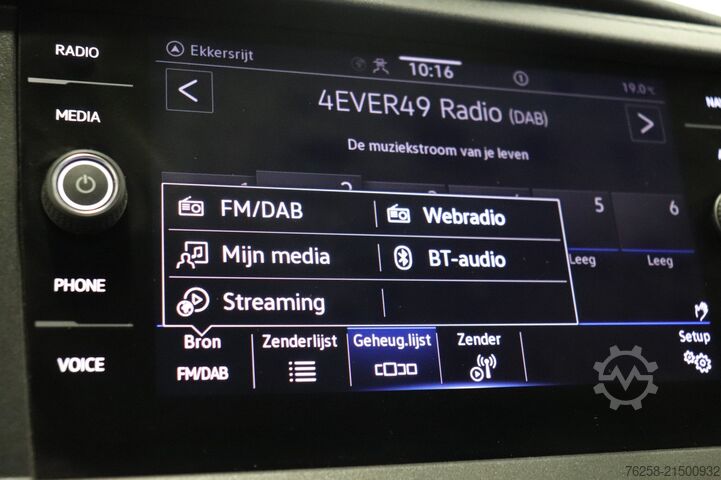 RADIO
MEDIA
PHONE
VOICE
Ekkersrijt
10:16
1
19.0°C
4EVER49 Radio (DAB)
De muziekstroom van je leven
5
6
Leeg
Leeg
FM/DAB
Webradio
Mijn media
BT-audio
Streaming
Bron
FM/DAB
Zenderlijst
Geheug.lijst
Zender
Setup
76258-21500932